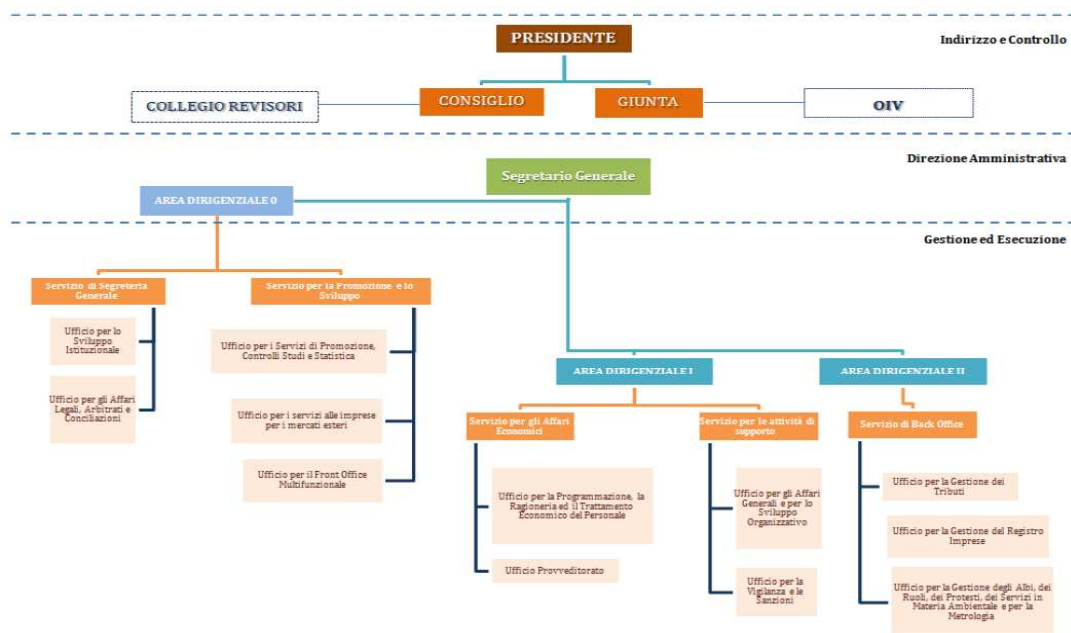 PRESIDENTE
Indirizzo e Controllo
COLLEGIO REVISORI
CONSIGLIO
GIUNTA
OIV
Direzione Amministrativa
Segretario Generale
AREA DIRIGENZIALE 0
Gestione ed Esecuzione
Servizio di Segreteria
Generale
Servizio per la Promozione e lo
Sviluppo
Ufficio per lo
Sviluppo
Istituzionale
Ufficio per i Servizi di Promozione,
Controlli Studi e Statistica
Ufficio per gli Affari
Legali, Arbitrati e
Conciliazioni
Ufficio per i servizi alle imprese
per i mercati esteri
Ufficio per il Front Office
Multifunzionale
AREA DIRIGENZIALE I
AREA DIRIGENZIALE II
Servizio per gli Affari
Economici
Servizio per le attività di
supporto
Servizio di Back Office
Ufficio per la Programmazione, la
Ragioneria ed il Trattamento
Economico del Personale
Ufficio Provveditorato
Ufficio per gli Affari
Generali e per lo
Sviluppo
Organizzativo
Ufficio per la
Vigilanza e le
Sanzioni
Ufficio per la Gestione dei
Tributi
Ufficio per la Gestione del Registro
Imprese
Ufficio per la Gestione degli Albi, dei
Ruoli, dei Protesti, dei Servizi in
Materia Ambientale e per la
Metrologia